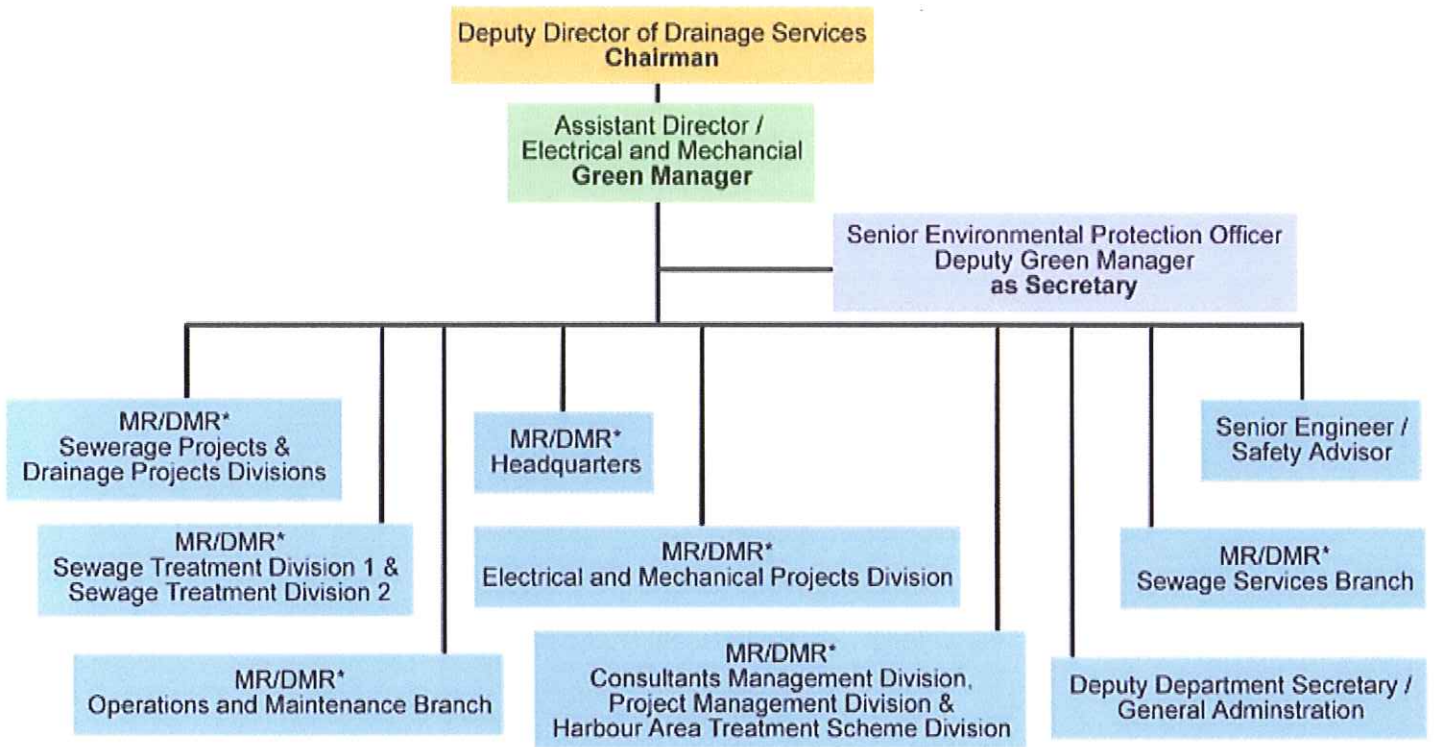 Deputy Director of Drainage Services
Chairman
Assistant Director /
Electrical and Mechancial
Green Manager
Senior Environmental Protection Officer
Deputy Green Manager
as Secretary
MR/DMR*
Sewerage Projects &
Drainage Projects Divisions
MR/DMR*
Headquarters
Senior Engineer /
Safety Advisor
MR/DMR*
Sewage Treatment Division 1 &
Sewage Treatment Division 2
MR/DMR*
Electrical and Mechanical Projects Division
MR/DMR*
Sewage Services Branch
MR/DMR*
Operations and Maintenance Branch
MR/DMR*
Consultants Management Division,
Project Management Division &
Harbour Area Treatment Scheme Division
Deputy Department Secretary /
General Adminstration